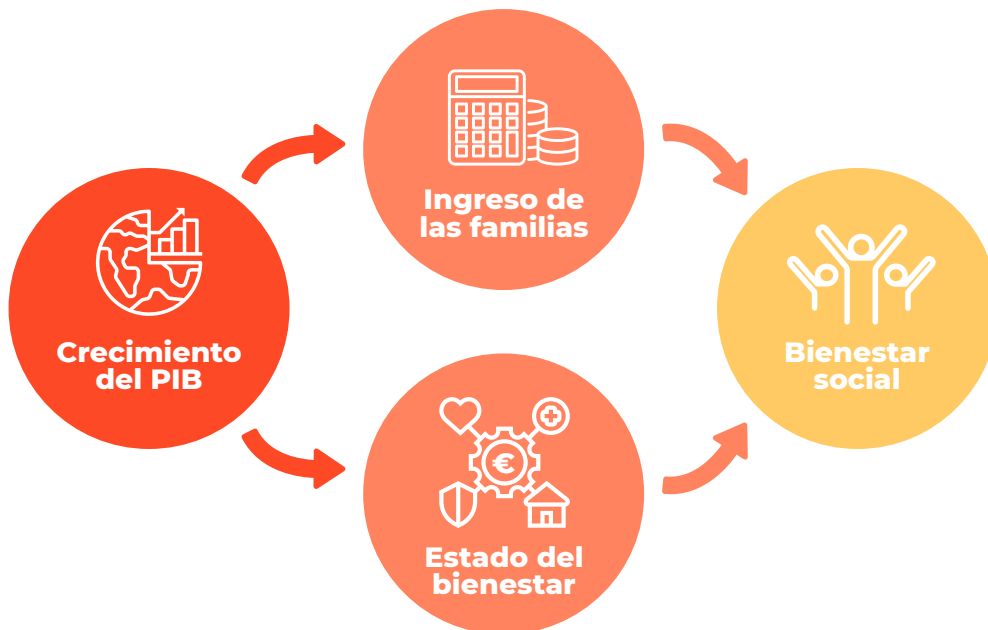 Ingreso de
las familias
Crecimiento
del PIB
Bienestar
social
€
Estado del
bienestar